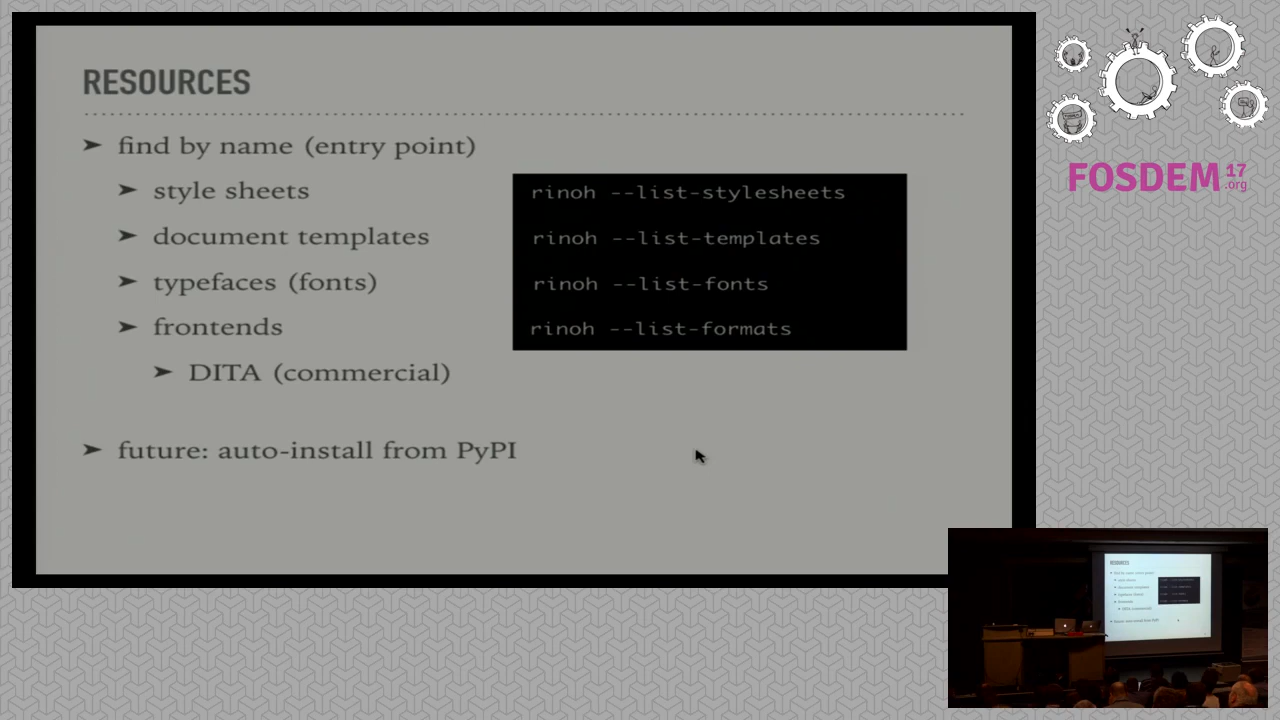 RESOURCES
➤ find by name (entry point)
➤ style sheets
➤ document templates
➤ typefaces (fonts)
➤ frontends
➤ DITA (commercial)
➤ future: auto-install from PyPI
rinoh --list-stylesheets
rinoh --list-templates
rinoh --list-fonts
rinoh --list-formats
FOSDEM 17
.org
RESOURCES